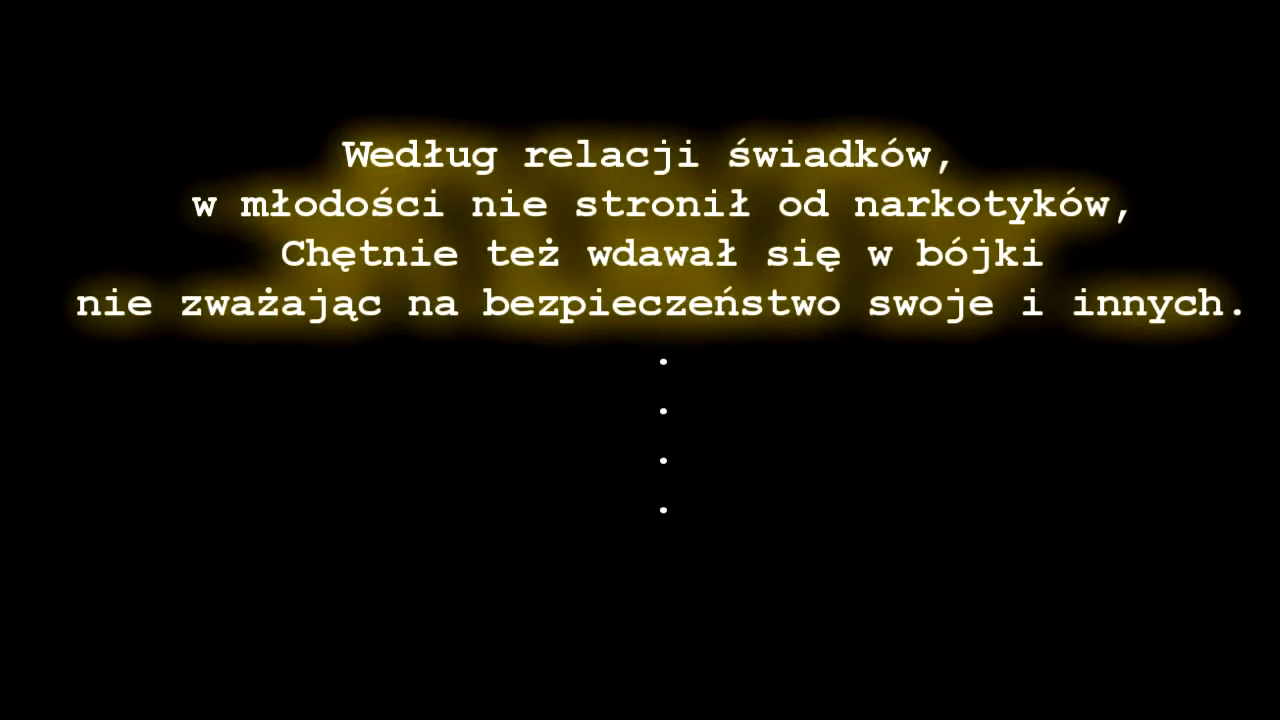 Według relacji świadków,
w młodości nie stronił od narkotyków,
Chętnie też wdawał się w bójki
nie zważając na bezpieczeństwo swoje i innych.
.
.
.
.